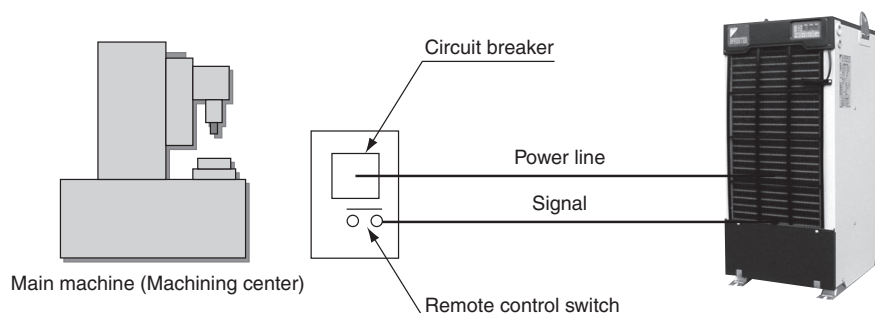 Circuit breaker
Power line
Signal
Main machine (Machining center)
Remote control switch